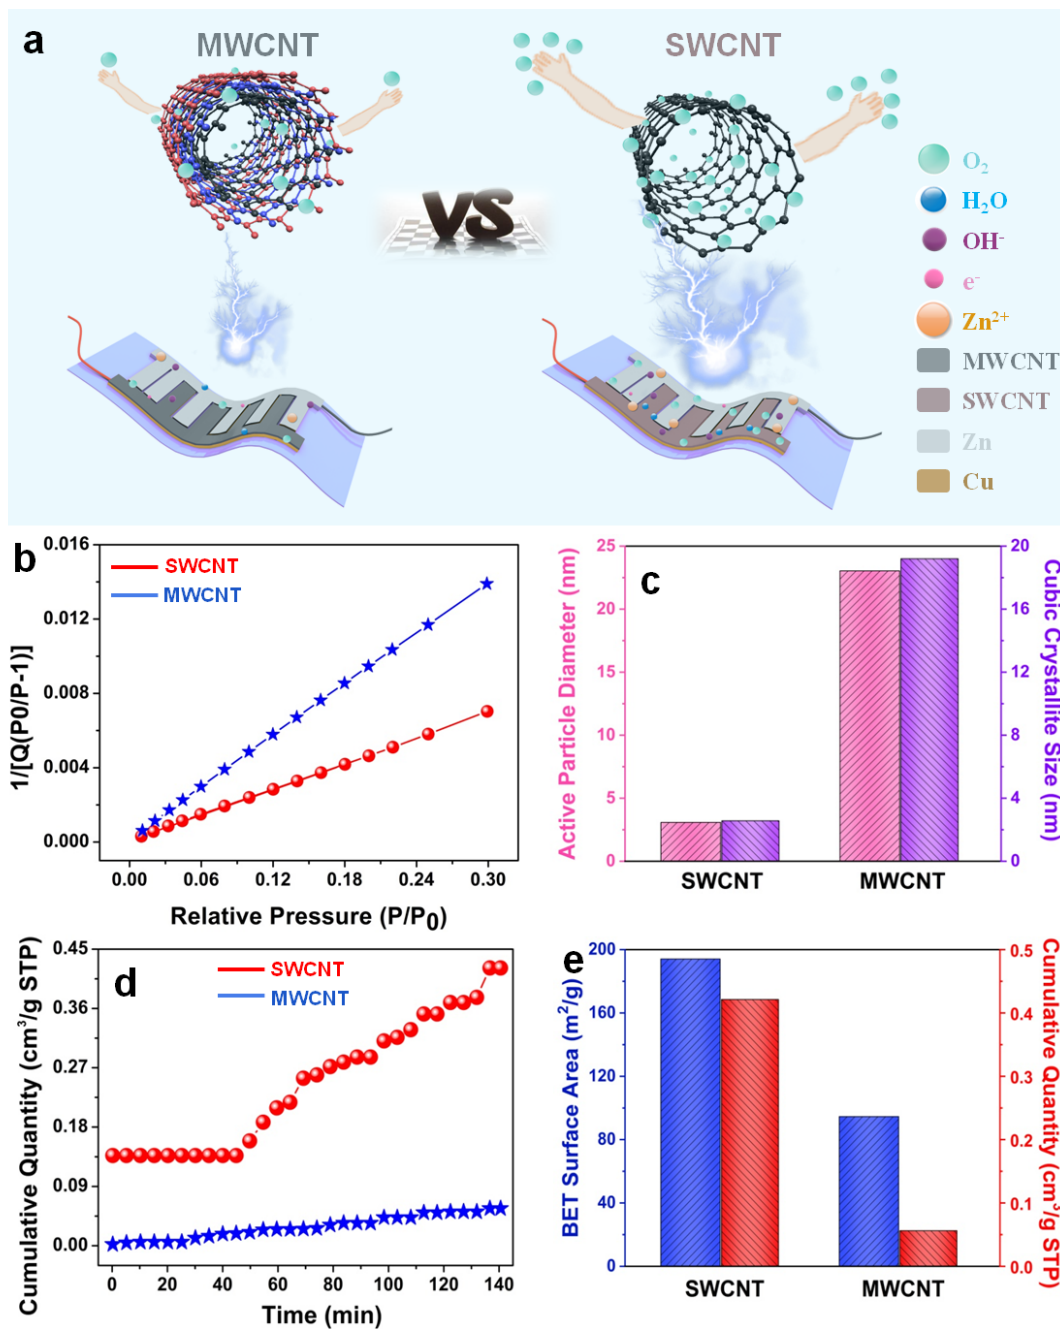 a
MWCNT
SWCNT
VS
O₂
H₂O
OH⁻
e⁻
Zn²⁺
MWCNT
SWCNT
Zn
Cu
b
SWCNT
MWCNT
1/[Q(P0/P-1)]
0.016
0.012
0.008
0.004
0.000
0.00 0.06 0.12 0.18 0.24 0.30
Relative Pressure (P/P₀)
c
Active Particle Diameter (nm)
25
20
15
10
5
0
Cubic Crystallite Size (nm)
20
16
12
8
4
0
SWCNT MWCNT
d
SWCNT
MWCNT
Cumulative Quantity (cm³/g STP)
0.45
0.36
0.27
0.18
0.09
0.00
0 20 40 60 80 100 120 140
Time (min)
e
BET Surface Area (m²/g)
200
160
120
80
40
0
Cumulative Quantity (cm³/g STP)
0.5
0.4
0.3
0.2
0.1
0.0
SWCNT MWCNT